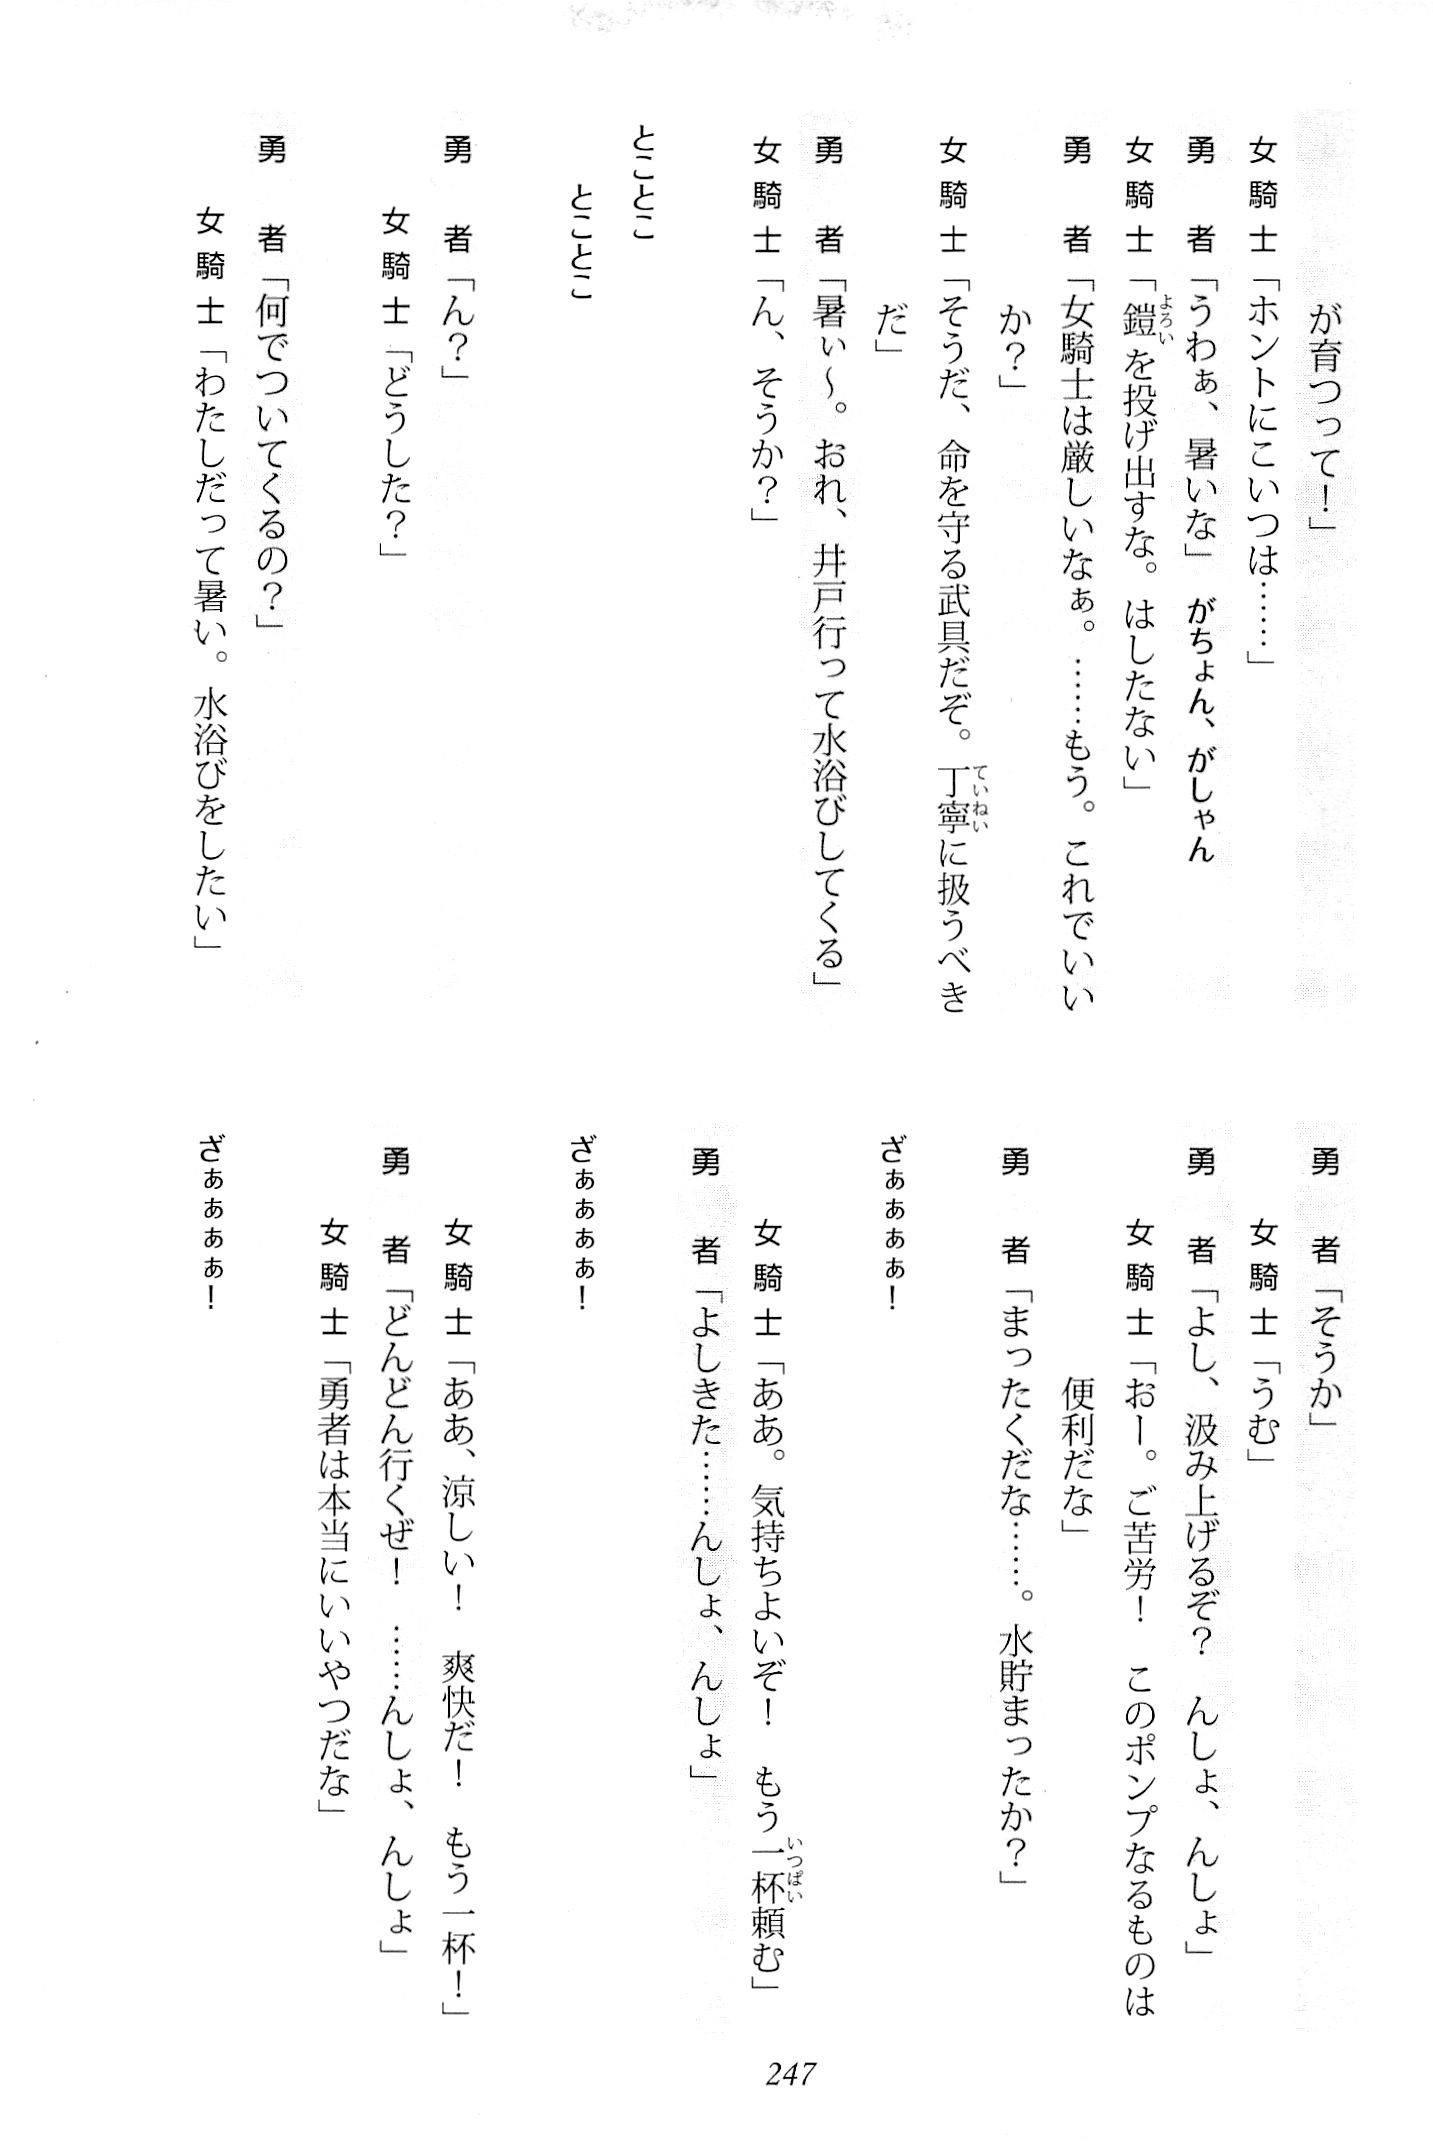 が育つって！」
女騎士「ホントにこいつは……」
勇者「うわぁ、暑いな」 がちょん、がしゃん
女騎士「鎧を投げ出すな。はしたない」
勇者「女騎士は厳しいなぁ。……もう。これでいい
か？」
女騎士「そうだ、命を守る武具だぞ。丁寧に扱うべき
だ」
勇者「暑ぃ〜。おれ、井戸行って水浴びしてくる」
女騎士「ん、そうか？」
とことこ
とことこ
勇者「ん？」
女騎士「どうした？」
勇者「何でついてくるの？」
女騎士「わたしだって暑い。水浴びをしたい」
勇者「そうか」
女騎士「うむ」
勇者「よし、汲み上げるぞ？ んしょ、んしょ」
女騎士「おー。ご苦労！ このポンプなるものは
便利だな」
勇者「まったくだな……。水貯まったか？」
ざぁぁぁぁ！
女騎士「ああ。気持ちよいぞ！ もう一杯頼む」
勇者「よしきた……んしょ、んしょ」
ざぁぁぁぁ！
女騎士「ああ、涼しい！ 爽快だ！ もう一杯！」
勇者「どんどん行くぜ！ ……んしょ、んしょ」
女騎士「勇者は本当にいいやつだな」
ざぁぁぁぁ！
247